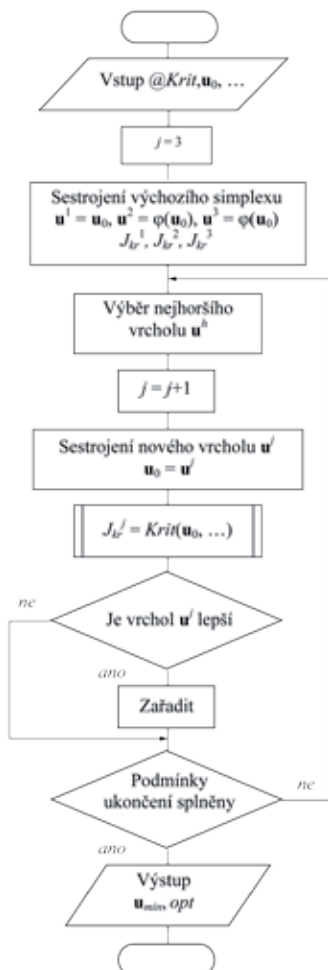 Vstup @Krit,u₀, …
j = 3
Sestrojení výchozího simplexu
u¹ = u₀, u² = φ(u₀), u³ = φ(u₀)
Jₖᵣ¹, Jₖᵣ², Jₖᵣ³
Výběr nejhoršího
vrcholu uʰ
j = j+1
Sestrojení nového vrcholu uʲ
u₀ = uʲ
Jₖᵣʲ = Krit(u₀, …)
ne
Je vrchol uʲ lepší
ano
Zařadit
Podmínky
ukončení splněny
ne
ano
Výstup
uₘᵢₙ, opt